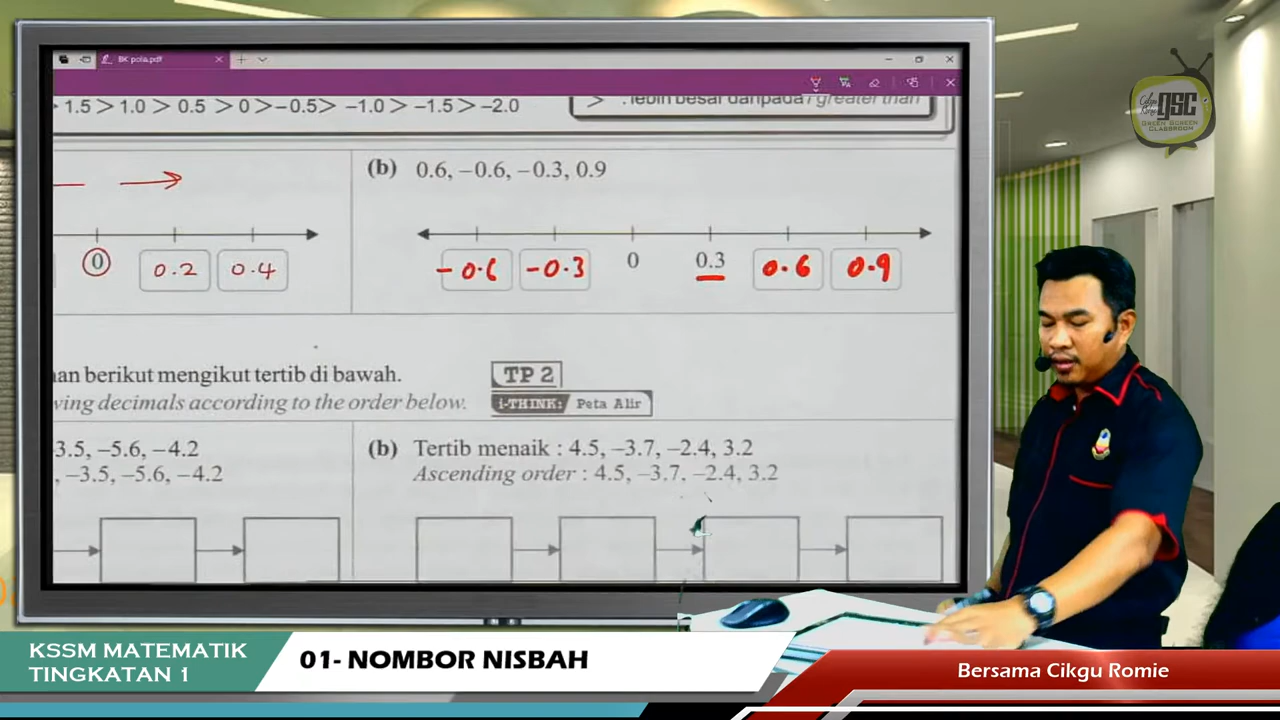 BK pola.pdf
1.5 > 1.0 > 0.5 > 0 > −0.5 > −1.0 > −1.5 > −2.0
> : lebih besar daripada / greater than
(b) 0.6, −0.6, −0.3, 0.9
0 0.2 0.4
−0.6 −0.3 0 0.3 0.6 0.9
an berikut mengikut tertib di bawah.
TP 2
ving decimals according to the order below.
i-THINK: Peta Alir
3.5, −5.6, −4.2
, −3.5, −5.6, −4.2
(b) Tertib menaik : 4.5, −3.7, −2.4, 3.2
Ascending order : 4.5, −3.7, −2.4, 3.2
Cikgu Romie GSC
GREEN SCREEN
CLASSROOM
KSSM MATEMATIK
TINGKATAN 1
01- NOMBOR NISBAH
Bersama Cikgu Romie